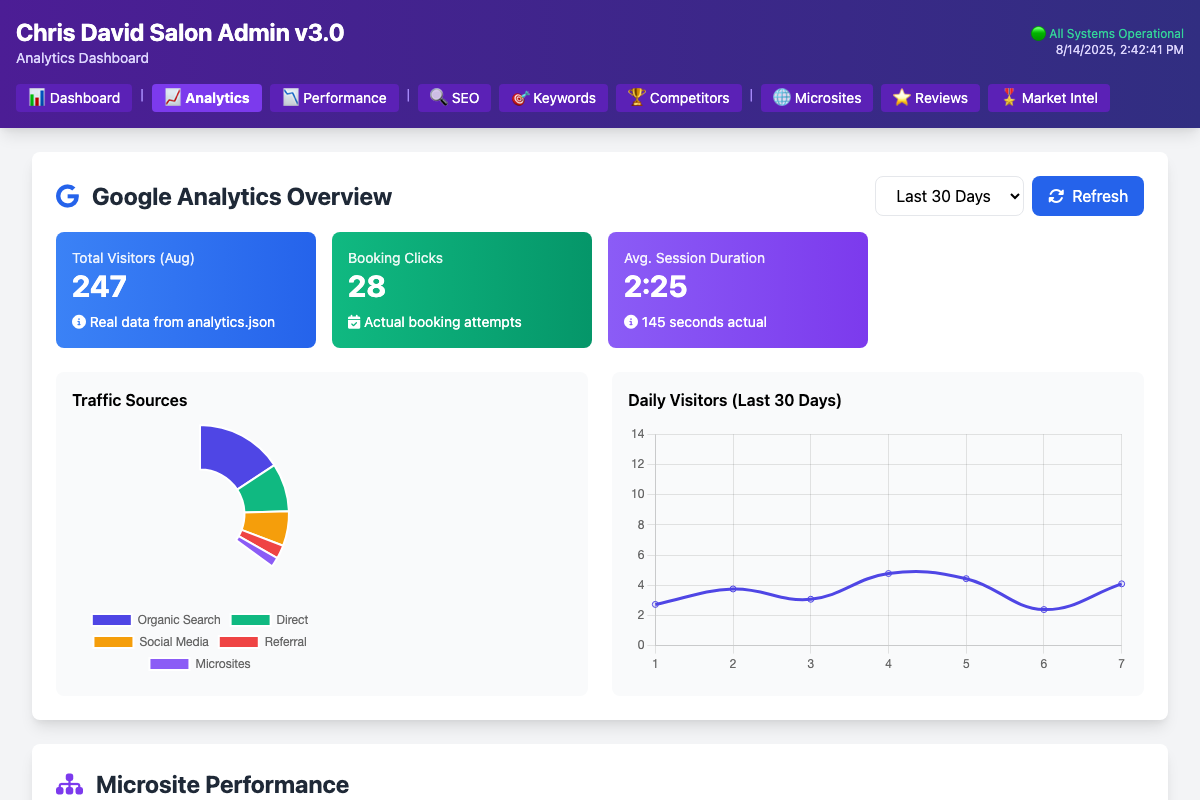 Chris David Salon Admin v3.0
Analytics Dashboard
All Systems Operational
8/14/2025, 2:42:41 PM
Dashboard | Analytics Performance | SEO Keywords Competitors | Microsites Reviews Market Intel
Google Analytics Overview
Last 30 Days
Refresh
Total Visitors (Aug)
247
Real data from analytics.json
Booking Clicks
28
Actual booking attempts
Avg. Session Duration
2:25
145 seconds actual
Traffic Sources
Organic Search Direct
Social Media Referral
Microsites
Daily Visitors (Last 30 Days)
14
12
10
8
6
4
2
0
1 2 3 4 5 6 7
Microsite Performance